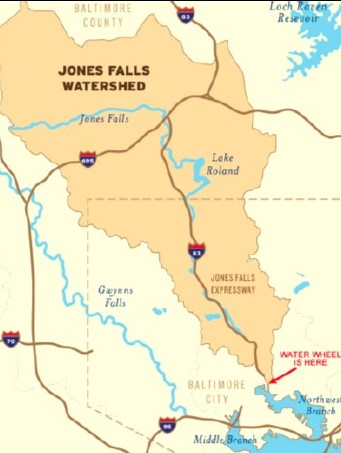 BALTIMORE
COUNTY
83
Loch Raven
Resevoir
JONES FALLS
WATERSHED
Jones Falls
695
Lake
Roland
83
JONES FALLS
EXPRESSWAY
Gwynns
Falls
70
WATER WHEEL
IS HERE
BALTIMORE
CITY
Northwest
Branch
95
Middle Branch